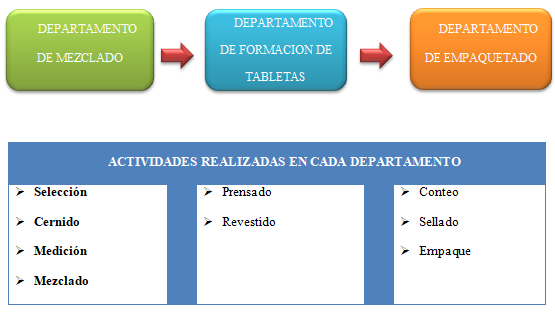 DEPARTAMENTO
DE MEZCLADO
DEPARTAMENTO
DE FORMACION DE
TABLETAS
DEPARTAMENTO
DE EMPAQUETADO
ACTIVIDADES REALIZADAS EN CADA DEPARTAMENTO
Selección
Cernido
Medición
Mezclado
Prensado
Revestido
Conteo
Sellado
Empaque